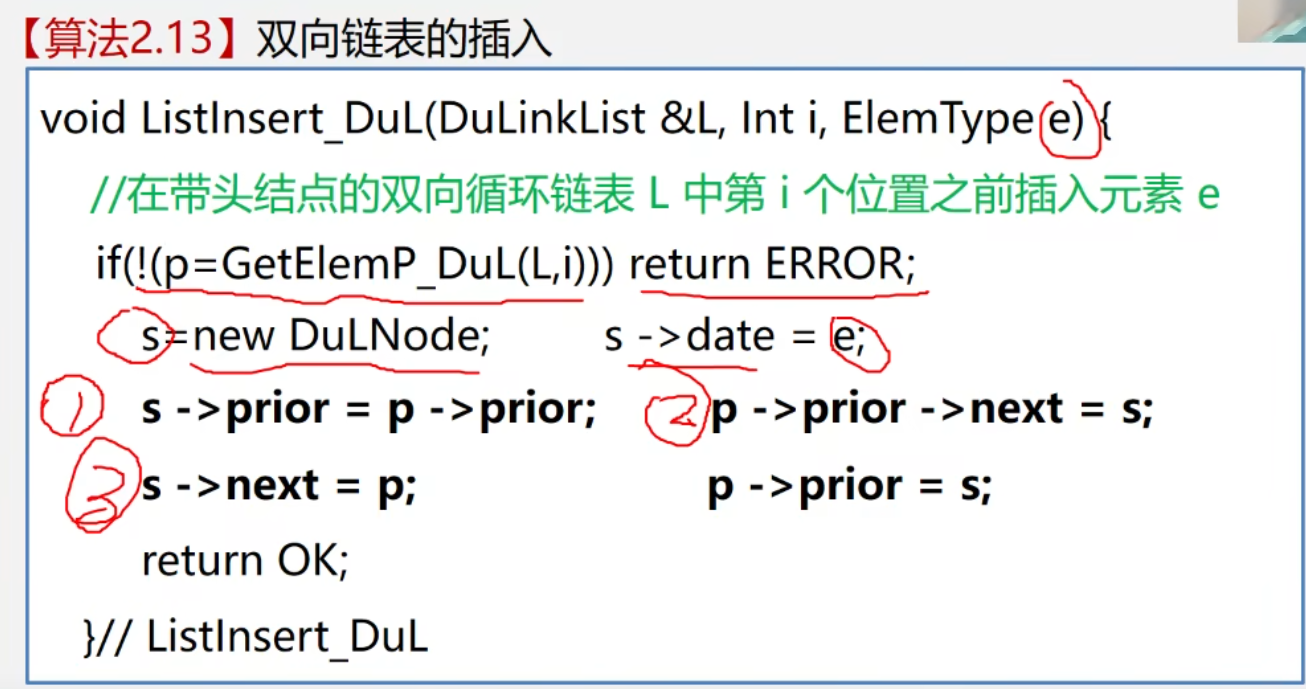 【算法2.13】双向链表的插入
void ListInsert_DuL(DuLinkList &L, Int i, ElemType e) {
//在带头结点的双向循环链表 L 中第 i 个位置之前插入元素 e
if(!(p=GetElemP_DuL(L,i))) return ERROR;
s=new DuLNode; s ->date = e;
① s ->prior = p ->prior; ② p ->prior ->next = s;
③ s ->next = p; p ->prior = s;
return OK;
}// ListInsert_DuL